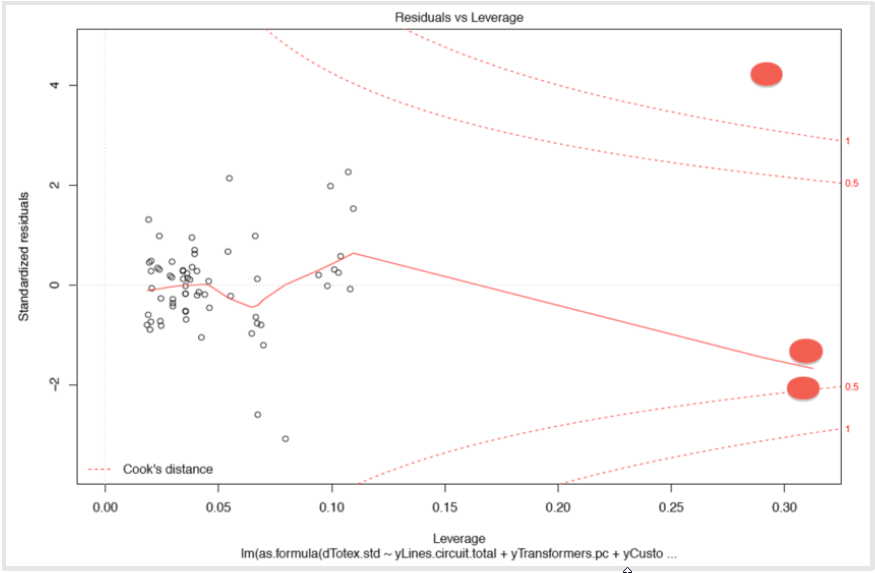 Residuals vs Leverage
Standardized residuals
4
2
0
−2
1
0.5
0.5
1
Cook's distance
0.00 0.05 0.10 0.15 0.20 0.25 0.30
Leverage
lm(as.formula(dTotex.std ~ yLines.circuit.total + yTransformers.pc + yCusto ...